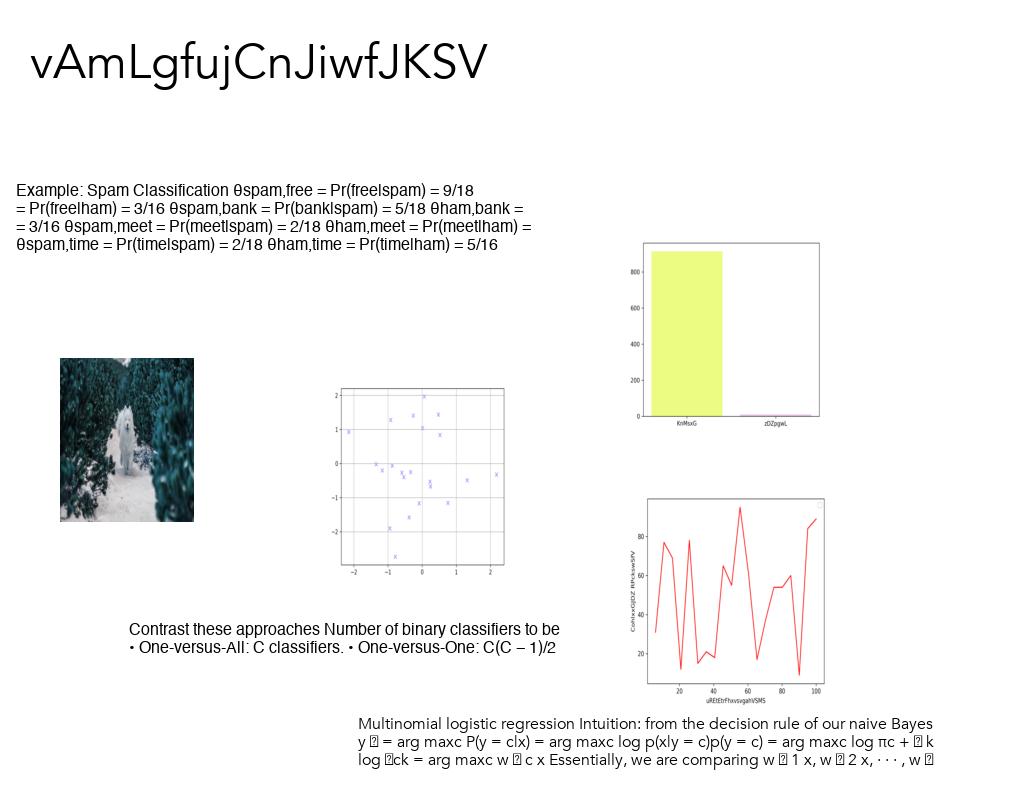 vAmLgfujCnJiwfJKSV
Example: Spam Classification θspam,free = Pr(free|spam) = 9/18
= Pr(free|ham) = 3/16 θspam,bank = Pr(bank|spam) = 5/18 θham,bank =
= 3/16 θspam,meet = Pr(meet|spam) = 2/18 θham,meet = Pr(meet|ham) =
θspam,time = Pr(time|spam) = 2/18 θham,time = Pr(time|ham) = 5/16
800
600
400
200
0
KnMsxG zDZpgwL
2
1
0
−1
−2
−2 −1 0 1 2
80
60
40
20
20 40 60 80 100
Contrast these approaches Number of binary classifiers to be
• One-versus-All: C classifiers. • One-versus-One: C(C − 1)/2
Multinomial logistic regression Intuition: from the decision rule of our naive Bayes
y = arg maxc P(y = c|x) = arg maxc log p(x|y = c)p(y = c) = arg maxc log πc + k
log ck = arg maxc w c x Essentially, we are comparing w 1 x, w 2 x, · · · , w